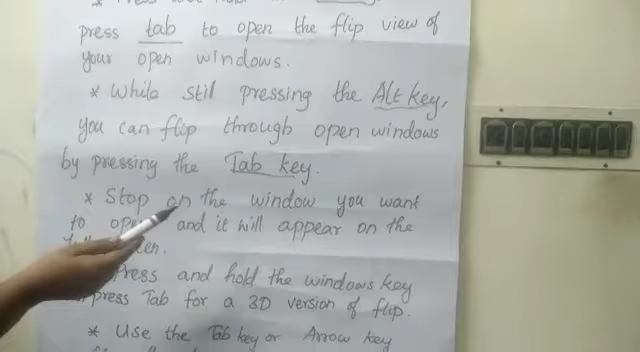 press tab to open the flip view of
your open windows.
* While stil pressing the Alt key,
you can flip through open windows
by pressing the Tab key.
* Stop on the window you want
to and it will appear on the
Press and hold the windows key
press Tab for a 3D version of flip.
* Use the Tab key or Arrow key